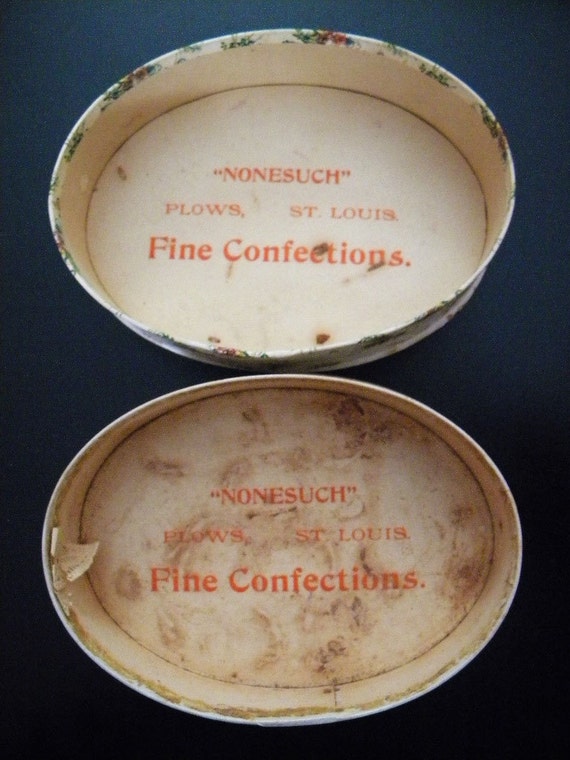 "NONESUCH"
PLOWS, ST. LOUIS.
Fine Confections.
"NONESUCH"
PLOWS, ST. LOUIS.
Fine Confections.